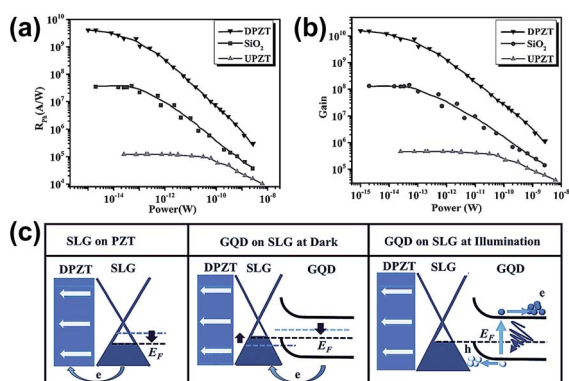 (a)
R_Ph(A/W)
10^10
10^9
10^8
10^7
10^6
10^5
10^4
DPZT
SiO_2
UPZT
10^-14
10^-12
10^-10
10^-8
Power(W)
(b)
Gain
10^11
10^10
10^9
10^8
10^7
10^6
10^5
DPZT
SiO_2
UPZT
10^-15
10^-14
10^-13
10^-12
10^-11
10^-10
10^-9
10^-8
Power(W)
(c)
SLG on PZT
DPZT SLG
E_F
e
GQD on SLG at Dark
DPZT SLG GQD
E_F
e
GQD on SLG at Illumination
SLG GQD
e
E_F
h